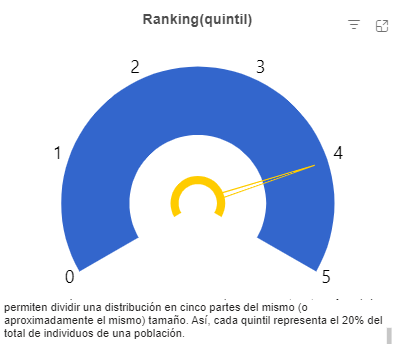 Ranking(quintil)
2
3
1
4
0
5
permiten dividir una distribución en cinco partes del mismo (o
aproximadamente el mismo) tamaño. Así, cada quintil representa el 20% del
total de individuos de una población.